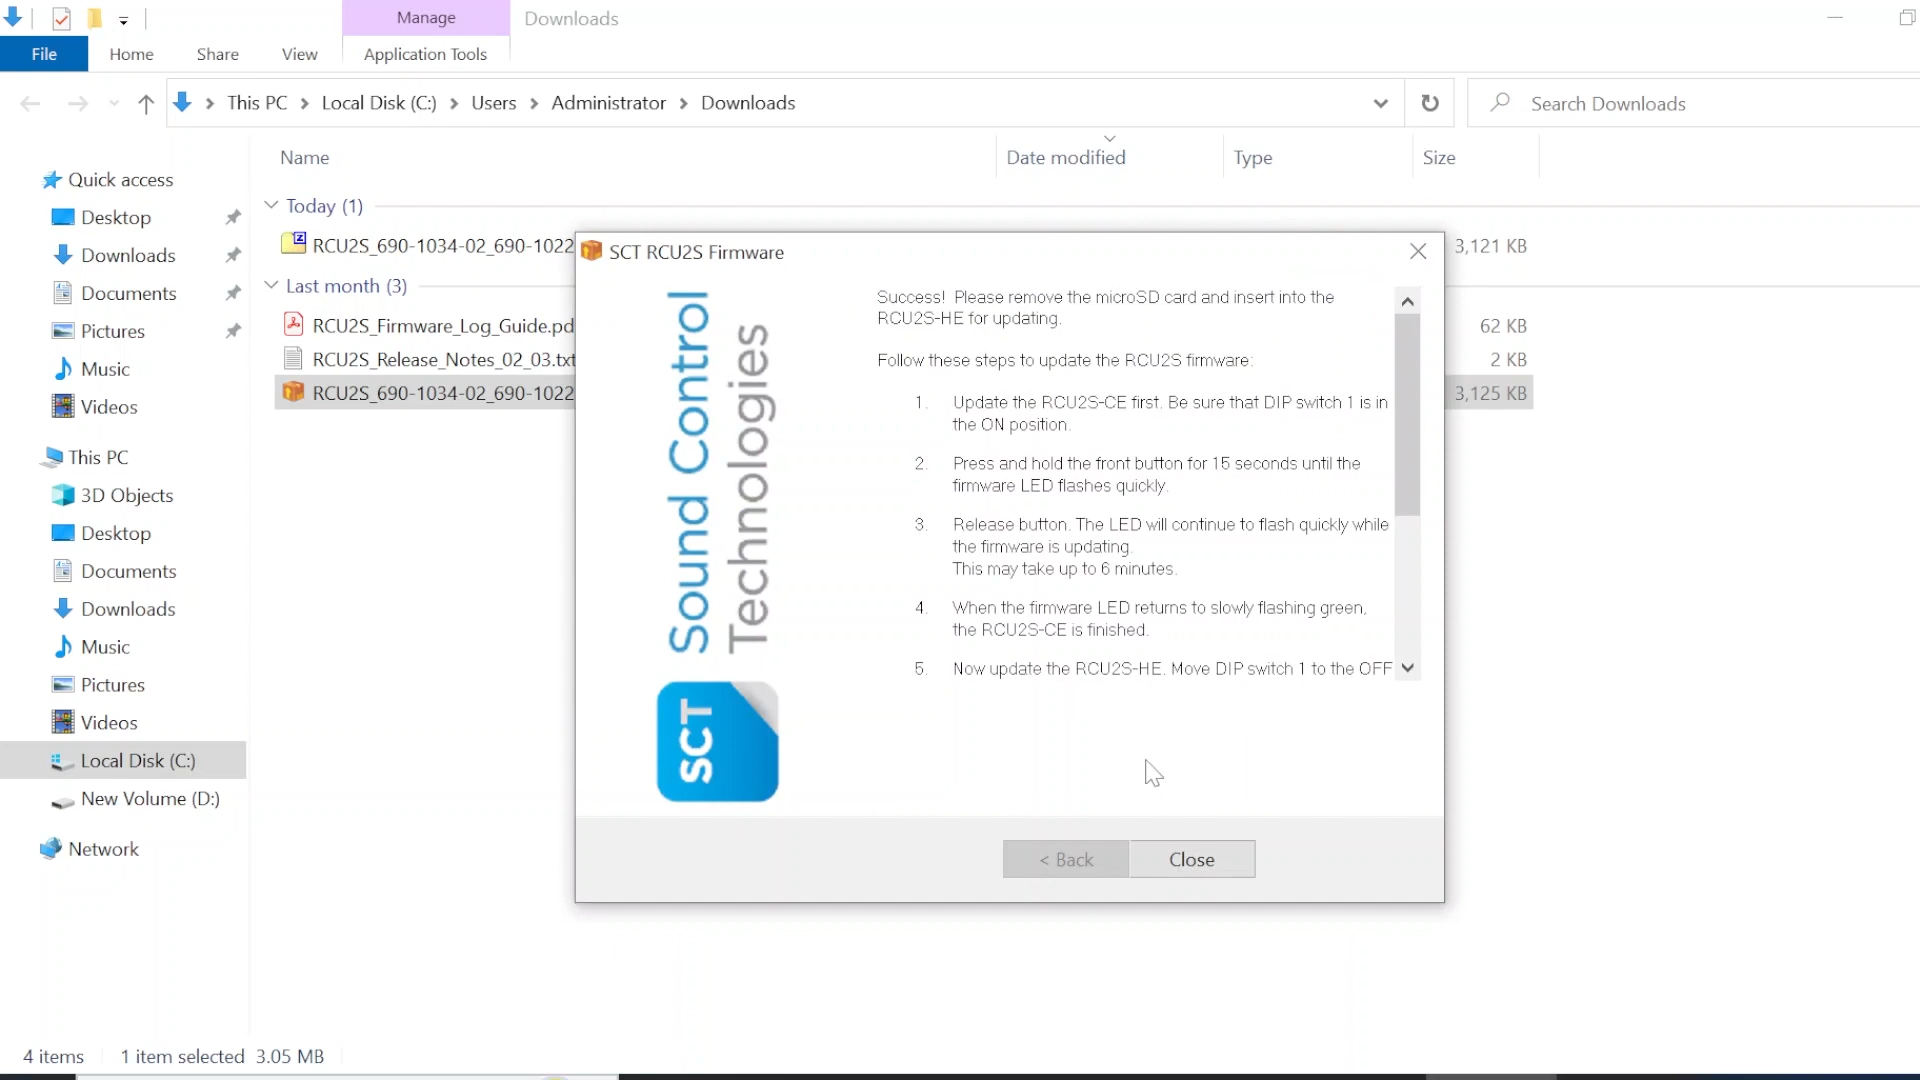 Manage
Downloads
File
Home
Share
View
Application Tools
This PC
Local Disk (C:)
Users
Administrator
Downloads
Search Downloads
Name
Date modified
Type
Size
Quick access
Desktop
Downloads
Documents
Pictures
Music
Videos
This PC
3D Objects
Desktop
Documents
Downloads
Music
Pictures
Videos
Local Disk (C:)
New Volume (D:)
Network
Today (1)
RCU2S_690-1034-02_690-1022
3,121 KB
Last month (3)
RCU2S_Firmware_Log_Guide.pd
62 KB
RCU2S_Release_Notes_02_03.txt
2 KB
RCU2S_690-1034-02_690-1022
3,125 KB
SCT RCU2S Firmware
Sound Control
Technologies
SCT
Success! Please remove the microSD card and insert into the
RCU2S-HE for updating.
Follow these steps to update the RCU2S firmware:
1. Update the RCU2S-CE first. Be sure that DIP switch 1 is in
the ON position.
2. Press and hold the front button for 15 seconds until the
firmware LED flashes quickly.
3. Release button. The LED will continue to flash quickly while
the firmware is updating.
This may take up to 6 minutes.
4. When the firmware LED returns to slowly flashing green,
the RCU2S-CE is finished.
5. Now update the RCU2S-HE. Move DIP switch 1 to the OFF
< Back
Close
4 items
1 item selected 3.05 MB